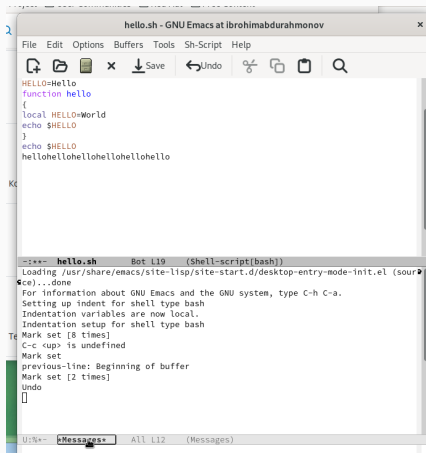 hello.sh - GNU Emacs at ibrohimabdurahmonov
File Edit Options Buffers Tools Sh-Script Help
Save Undo
HELLO=Hello
function hello
{
local HELLO=World
echo $HELLO
}
echo $HELLO
hellohellohellohellohellohello
-:**- hello.sh Bot L19 (Shell-script[bash])
Loading /usr/share/emacs/site-lisp/site-start.d/desktop-entry-mode-init.el (sour
ce)...done
For information about GNU Emacs and the GNU system, type C-h C-a.
Setting up indent for shell type bash
Indentation variables are now local.
Indentation setup for shell type bash
Mark set [8 times]
C-c <up> is undefined
Mark set
previous-line: Beginning of buffer
Mark set [2 times]
Undo
U:%*- *Messages* All L12 (Messages)